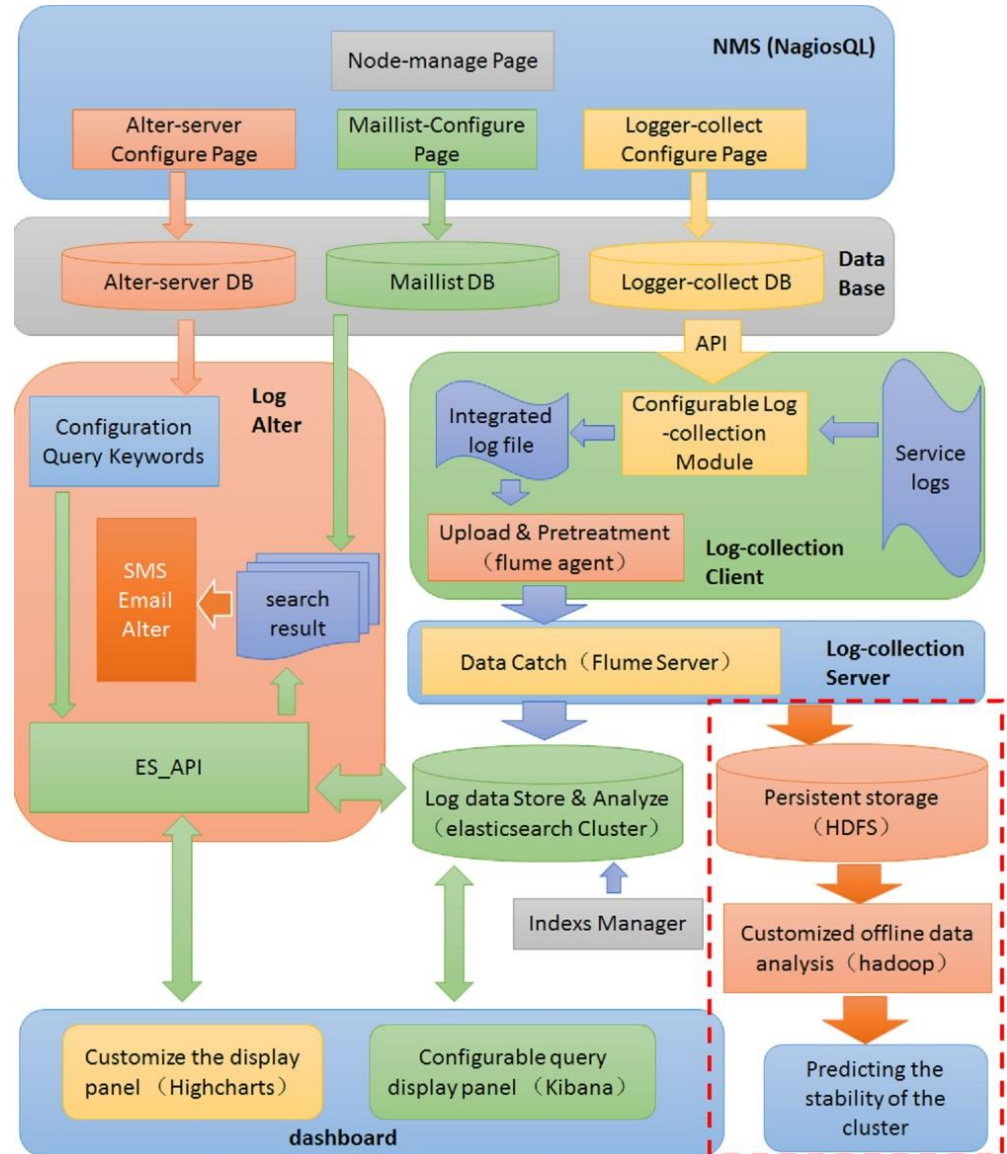 NMS (NagiosQL)
Node-manage Page
Alter-server
Configure Page
Maillist-Configure
Page
Logger-collect
Configure Page
Alter-server DB
Maillist DB
Logger-collect DB
Data
Base
API
Log
Alter
Configuration
Query Keywords
Integrated
log file
Configurable Log
-collection
Module
Service
logs
Upload & Pretreatment
（flume agent）
Log-collection
Client
SMS
Email
Alter
search
result
Data Catch（Flume Server）
Log-collection
Server
ES_API
Log data Store & Analyze
（elasticsearch Cluster）
Persistent storage
（HDFS）
Indexs Manager
Customized offline data
analysis（hadoop）
Customize the display
panel （Highcharts）
Configurable query
display panel（Kibana）
dashboard
Predicting the
stability of the
cluster